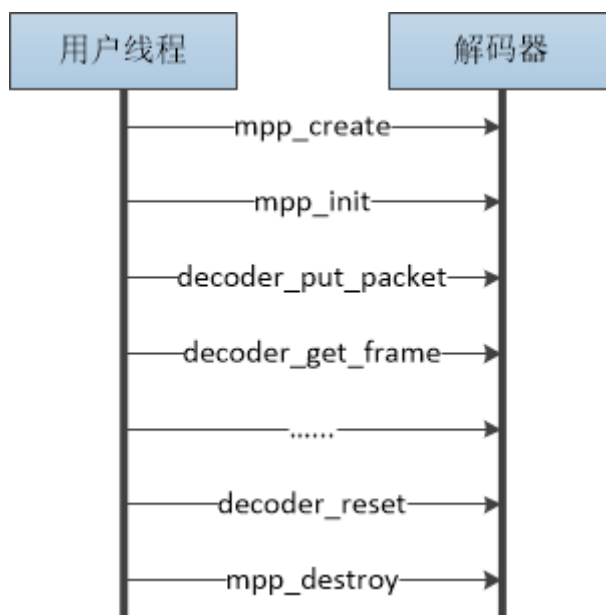 用户线程
解码器
mpp_create
mpp_init
decoder_put_packet
decoder_get_frame
......
decoder_reset
mpp_destroy